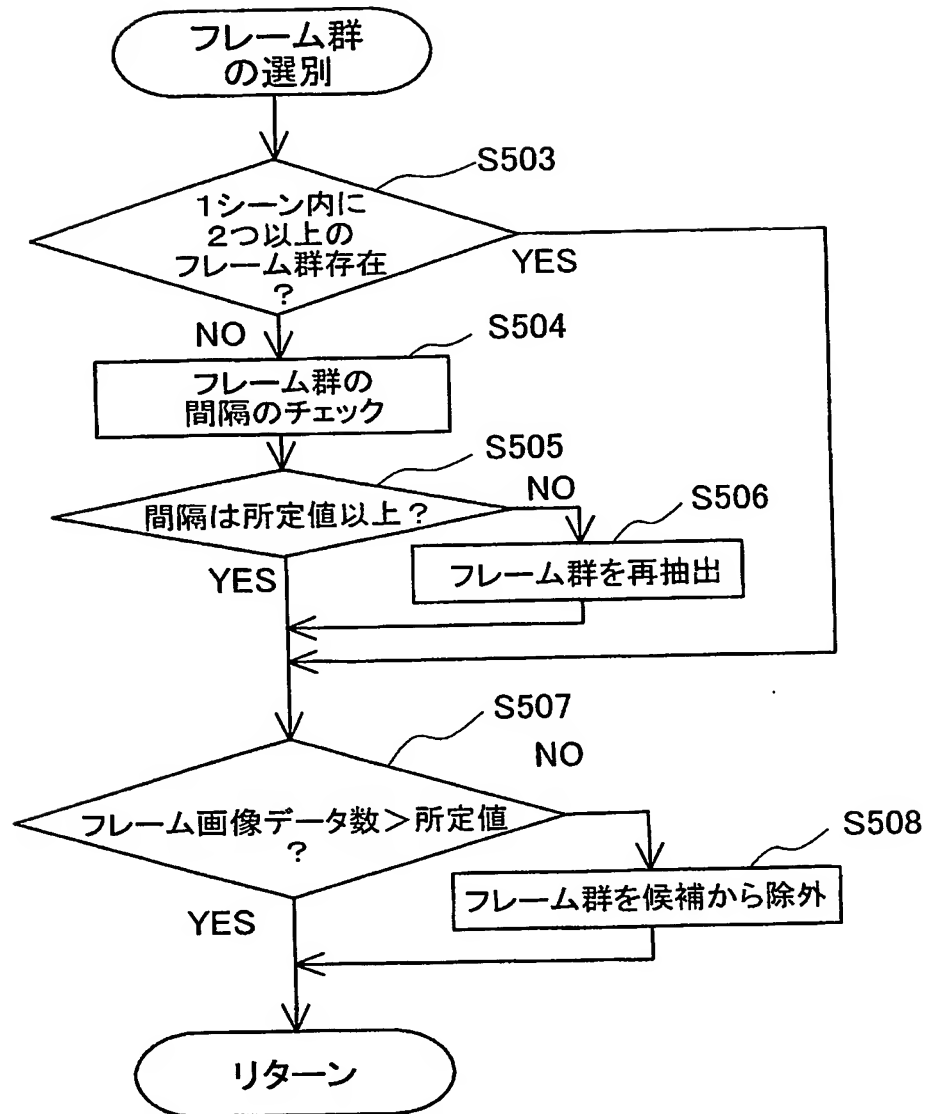 フレーム群
の選別
S503
1シーン内に
2つ以上の
フレーム群存在
?
YES
NO
S504
フレーム群の
間隔のチェック
S505
間隔は所定値以上?
NO
S506
YES
フレーム群を再抽出
S507
NO
フレーム画像データ数>所定値
?
S508
YES
フレーム群を候補から除外
リターン